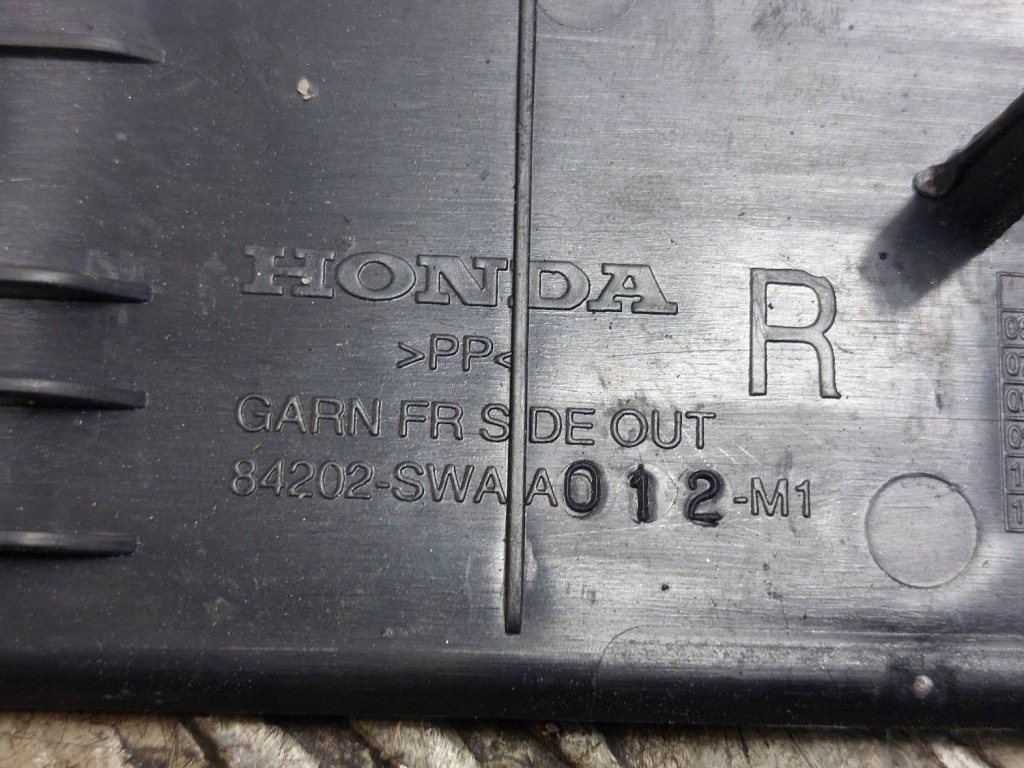 HONDA
R
>PP<
GARN FR SIDE OUT
84202-SWA A012-M1